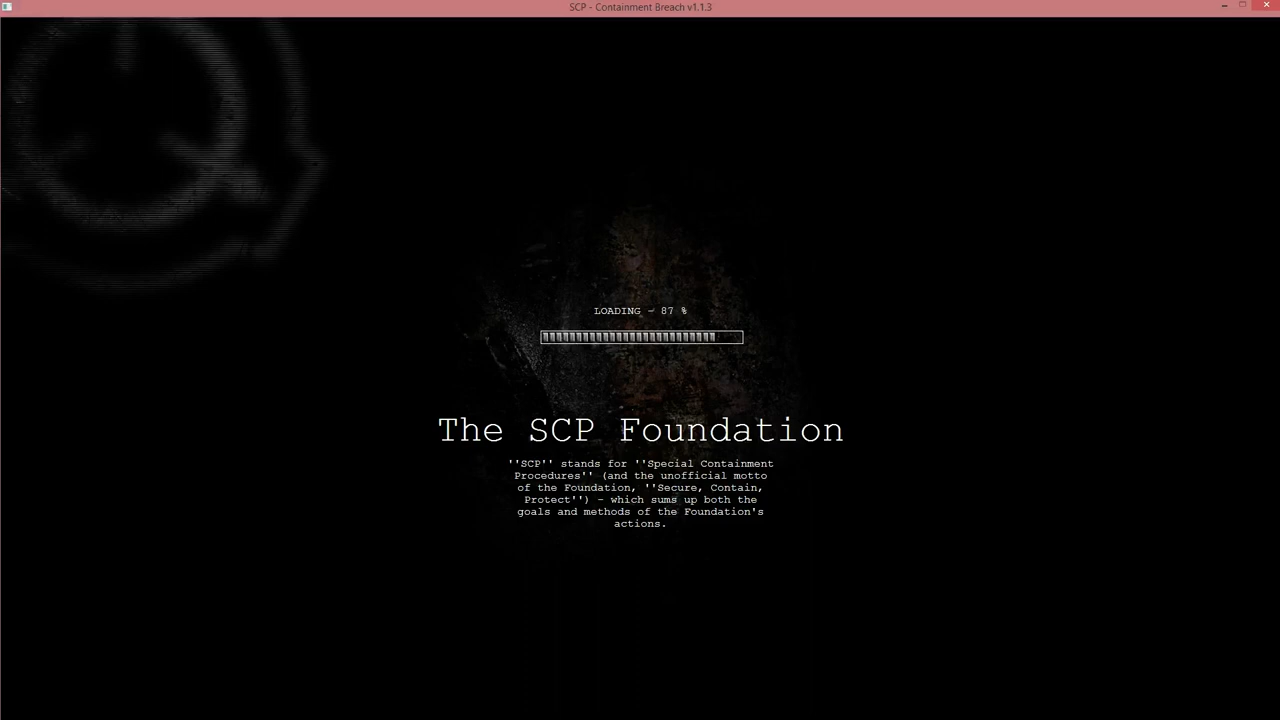 SCP - Containment Breach v1.1.3
LOADING - 87 %
The SCP Foundation
''SCP'' stands for ''Special Containment
Procedures'' (and the unofficial motto
of the Foundation, ''Secure, Contain,
Protect'') - which sums up both the
goals and methods of the Foundation's
actions.